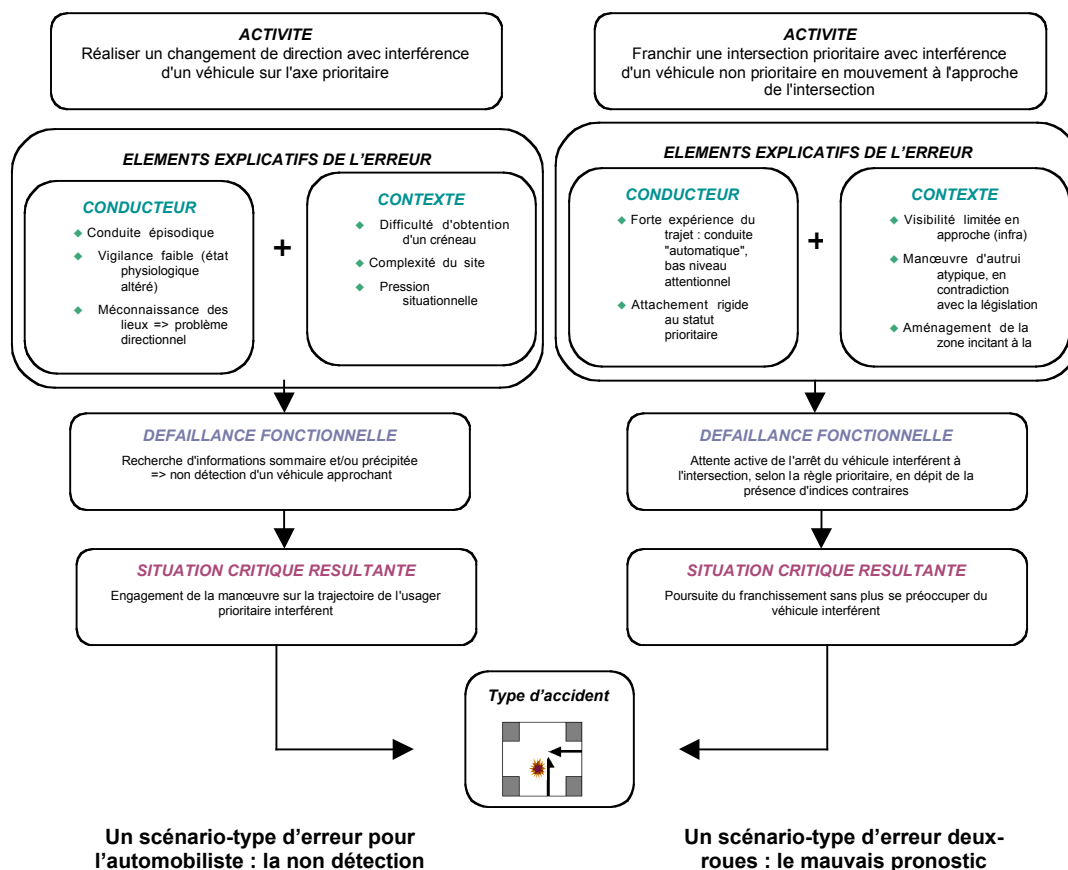 ACTIVITE
Réaliser un changement de direction avec interférence
d'un véhicule sur l'axe prioritaire
ELEMENTS EXPLICATIFS DE L'ERREUR
CONDUCTEUR
Conduite épisodique
Vigilance faible (état
physiologique
altéré)
Méconnaissance des
lieux => problème
directionnel
+
CONTEXTE
Difficulté d'obtention
d'un créneau
Complexité du site
Pression
situationnelle
DEFAILLANCE FONCTIONNELLE
Recherche d'informations sommaire et/ou précipitée
=> non détection d'un véhicule approchant
SITUATION CRITIQUE RESULTANTE
Engagement de la manœuvre sur la trajectoire de l'usager
prioritaire interférent
ACTIVITE
Franchir une intersection prioritaire avec interférence
d'un véhicule non prioritaire en mouvement à l'approche
de l'intersection
ELEMENTS EXPLICATIFS DE L'ERREUR
CONDUCTEUR
Forte expérience du
trajet : conduite
"automatique",
bas niveau
attentionnel
Attachement rigide
au statut
prioritaire
+
CONTEXTE
Visibilité limitée en
approche (infra)
Manœuvre d'autrui
atypique, en
contradiction
avec la législation
Aménagement de la
zone incitant à la
DEFAILLANCE FONCTIONNELLE
Attente active de l'arrêt du véhicule interférent à
l'intersection, selon la règle prioritaire, en dépit de la
présence d'indices contraires
SITUATION CRITIQUE RESULTANTE
Poursuite du franchissement sans plus se préoccuper du
véhicule interférent
Type d'accident
Un scénario-type d'erreur pour
l'automobiliste : la non détection
Un scénario-type d'erreur deux-
roues : le mauvais pronostic